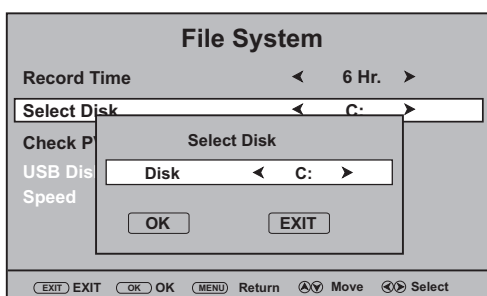 File System
Record Time 6 Hr.
Select Disk C:
Check P
Select Disk
USB Dis
Disk C:
Speed
OK EXIT
EXIT EXIT OK OK MENU Return Move Select